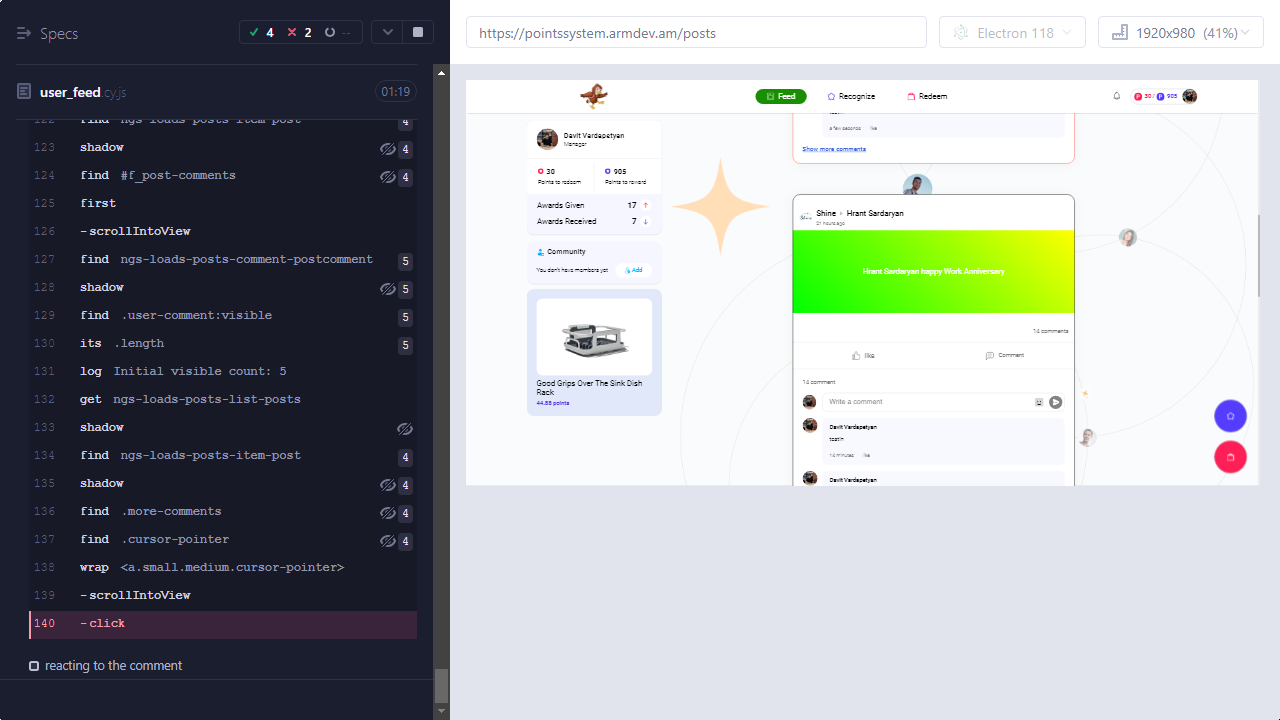 Specs
4 2 --
user_feed.cy.js 01:19
122 find ngs-loads-posts-item-post 4
123 shadow 4
124 find #f_post-comments 4
125 first
126 -scrollIntoView
127 find ngs-loads-posts-comment-postcomment 5
128 shadow 5
129 find .user-comment:visible 5
130 its .length 5
131 log Initial visible count: 5
132 get ngs-loads-posts-list-posts
133 shadow
134 find ngs-loads-posts-item-post 4
135 shadow 4
136 find .more-comments 4
137 find .cursor-pointer 4
138 wrap <a.small.medium.cursor-pointer>
139 -scrollIntoView
140 -click
reacting to the comment
https://pointssystem.armdev.am/posts
Electron 118
1920x980 (41%)
Feed
Recognize
Redeem
30 / 905
Davit Vardapetyan
Manager
30
Points to redeem
905
Points to reward
Awards Given 17 ↑
Awards Received 7 ↓
Community
You don't have members yet
Add
Good Grips Over The Sink Dish
Rack
44.88 points
a few seconds like
Show more comments
Shine
Shine Hrant Sardaryan
21 hours ago
Hrant Sardaryan happy Work Anniversary
14 comments
like
Comment
14 comment
Write a comment
Davit Vardapetyan
testin
14 minutes like
Davit Vardapetyan